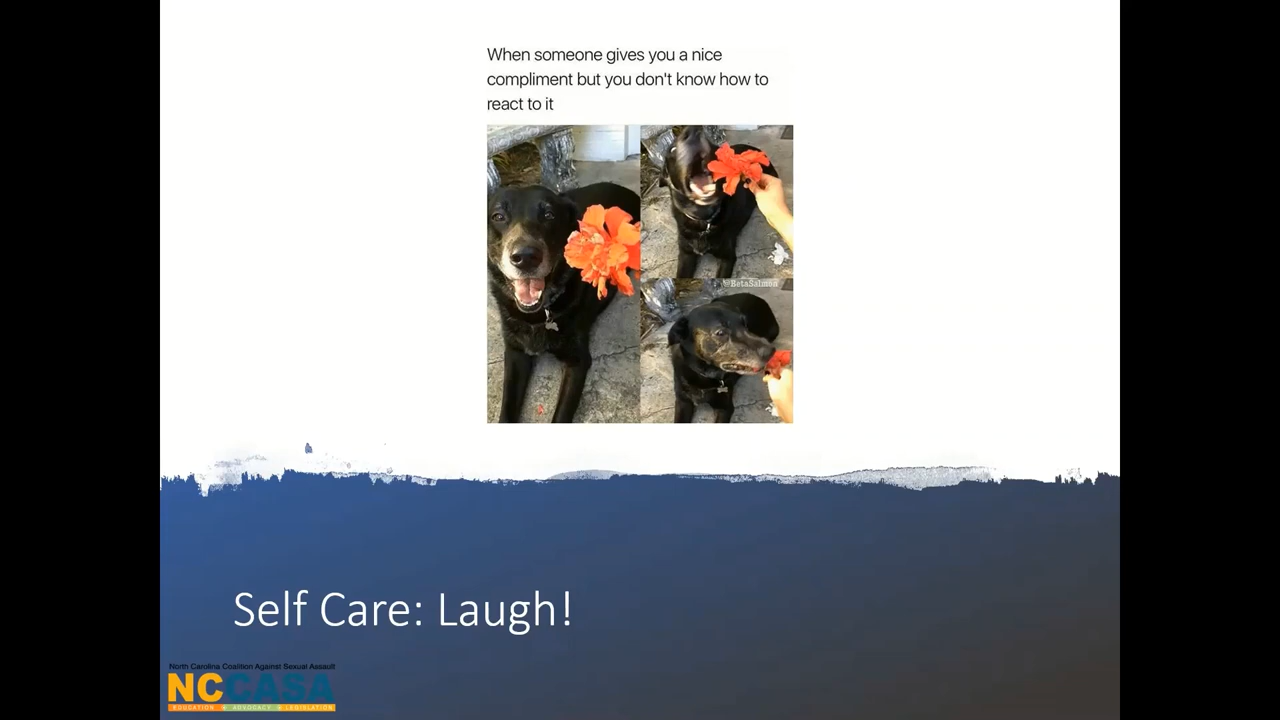 When someone gives you a nice
compliment but you don't know how to
react to it
@BetaSalmon
Self Care: Laugh!
North Carolina Coalition Against Sexual Assault
NCCASA
EDUCATION + ADVOCACY + LEGISLATION